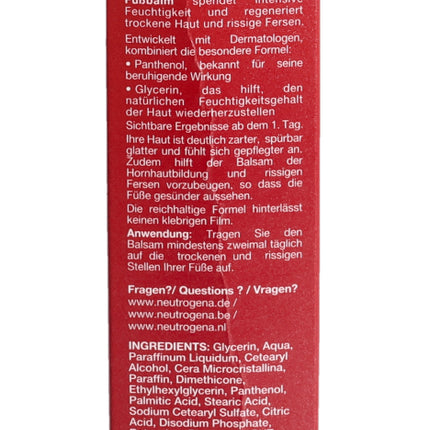 Fußbalm spendet intensive
Feuchtigkeit und regeneriert
trockene Haut und rissige Fersen.
Entwickelt mit Dermatologen,
kombiniert die besondere Formel:
• Panthenol, bekannt für seine
beruhigende Wirkung
• Glycerin, das hilft, den
natürlichen Feuchtigkeitsgehalt
der Haut wiederherzustellen
Sichtbare Ergebnisse ab dem 1. Tag.
Ihre Haut ist deutlich zarter, spürbar
glatter und fühlt sich gepflegter an.
Zudem hilft der Balsam der
Hornhautbildung und rissigen
Fersen vorzubeugen, so dass die
Füße gesünder aussehen.
Die reichhaltige Formel hinterlässt
keinen klebrigen Film.
Anwendung: Tragen Sie den
Balsam mindestens zweimal täglich
auf die trockenen und rissigen
Stellen Ihrer Füße auf.
Fragen?/ Questions ? / Vragen?
www.neutrogena.de /
www.neutrogena.be /
www.neutrogena.nl
INGREDIENTS: Glycerin, Aqua,
Paraffinum Liquidum, Cetearyl
Alcohol, Cera Microcristallina,
Paraffin, Dimethicone,
Ethylhexylglycerin, Panthenol,
Palmitic Acid, Stearic Acid,
Sodium Cetearyl Sulfate, Citric
Acid, Disodium Phosphate,